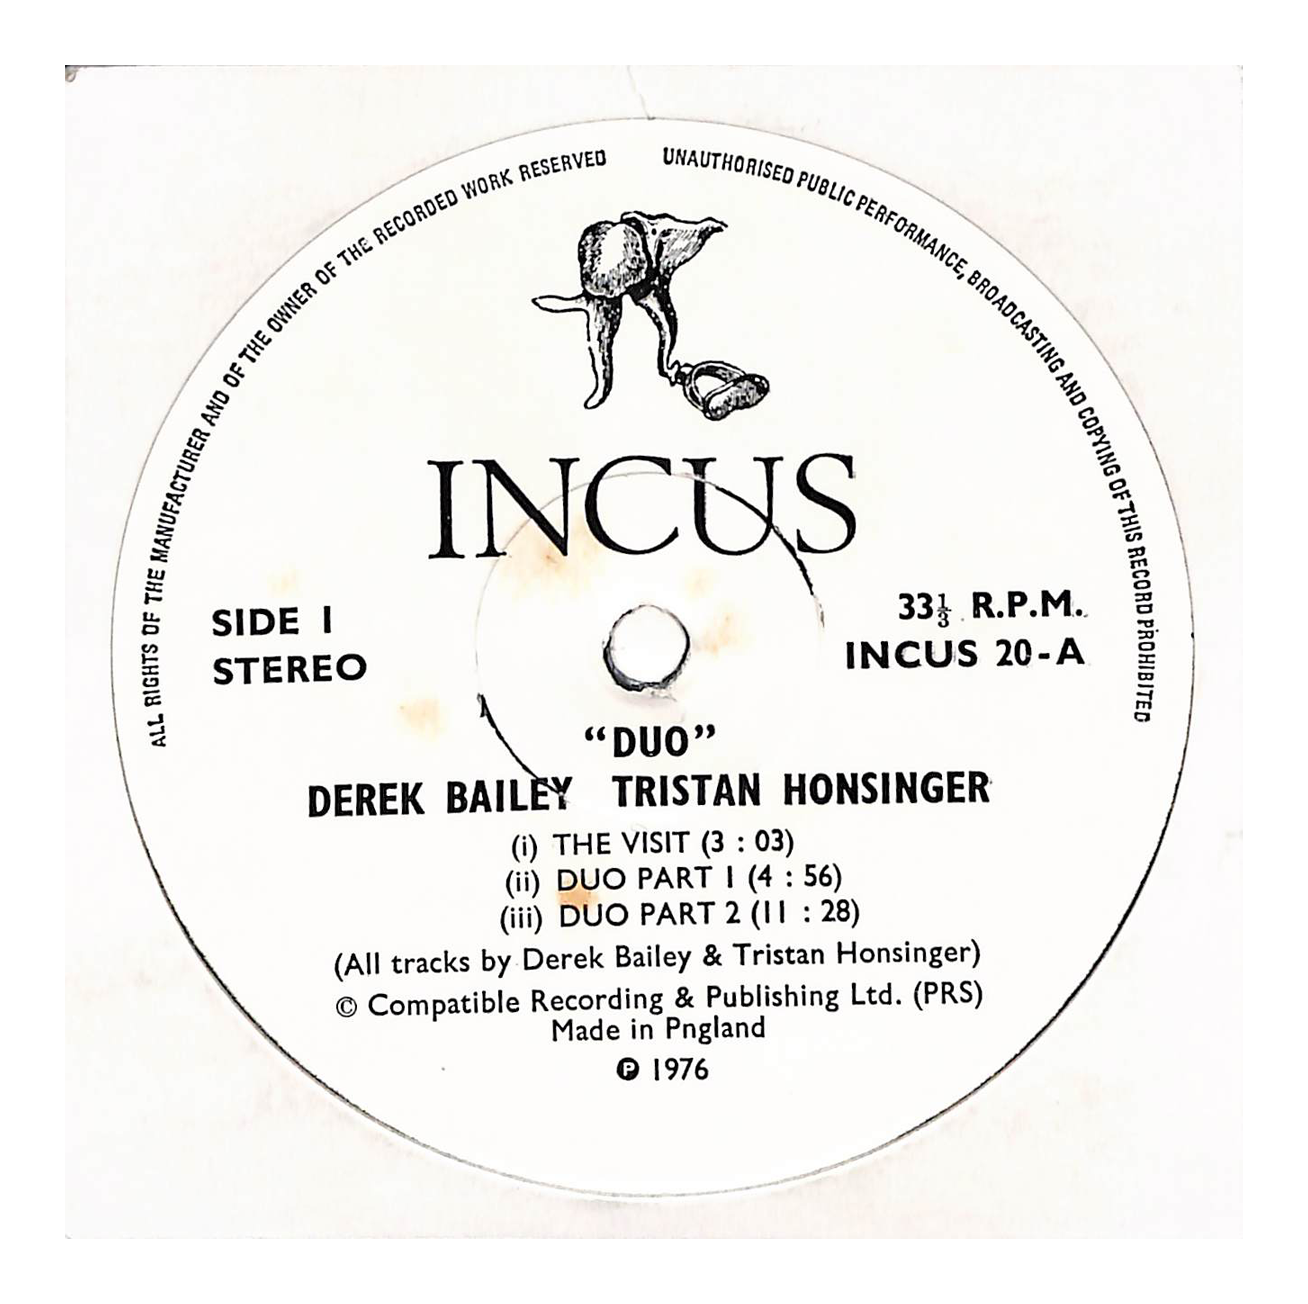 ALL RIGHTS OF THE MANUFACTURER AND OF THE OWNER OF THE RECORDED WORK RESERVED
UNAUTHORISED PUBLIC PERFORMANCE, BROADCASTING AND COPYING OF THIS RECORD PROHIBITED
INCUS
SIDE 1
STEREO
33⅓ R.P.M.
INCUS 20-A
“DUO”
DEREK BAILEY TRISTAN HONSINGER
(i) THE VISIT (3 : 03)
(ii) DUO PART 1 (4 : 56)
(iii) DUO PART 2 (11 : 28)
(All tracks by Derek Bailey & Tristan Honsinger)
© Compatible Recording & Publishing Ltd. (PRS)
Made in Pngland
℗ 1976